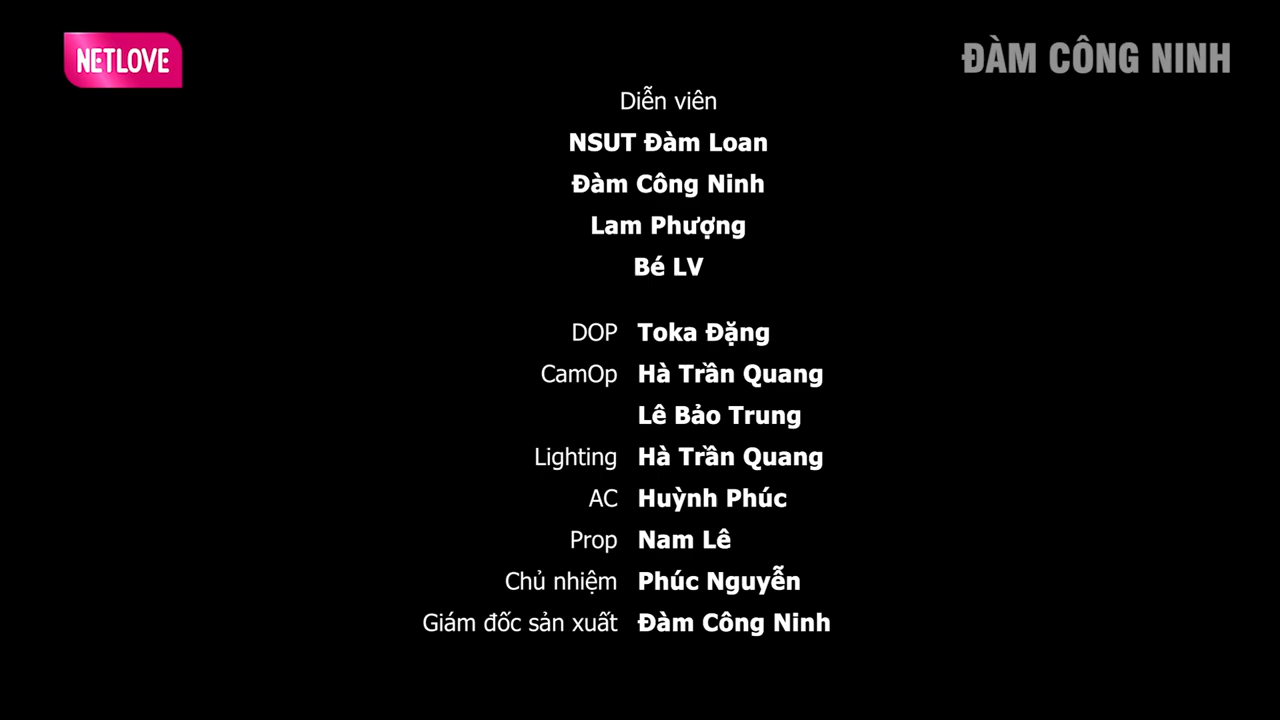 NETLOVE
ĐÀM CÔNG NINH
Diễn viên
NSUT Đàm Loan
Đàm Công Ninh
Lam Phượng
Bé LV
DOP Toka Đặng
CamOp Hà Trần Quang
Lê Bảo Trung
Lighting Hà Trần Quang
AC Huỳnh Phúc
Prop Nam Lê
Chủ nhiệm Phúc Nguyễn
Giám đốc sản xuất Đàm Công Ninh